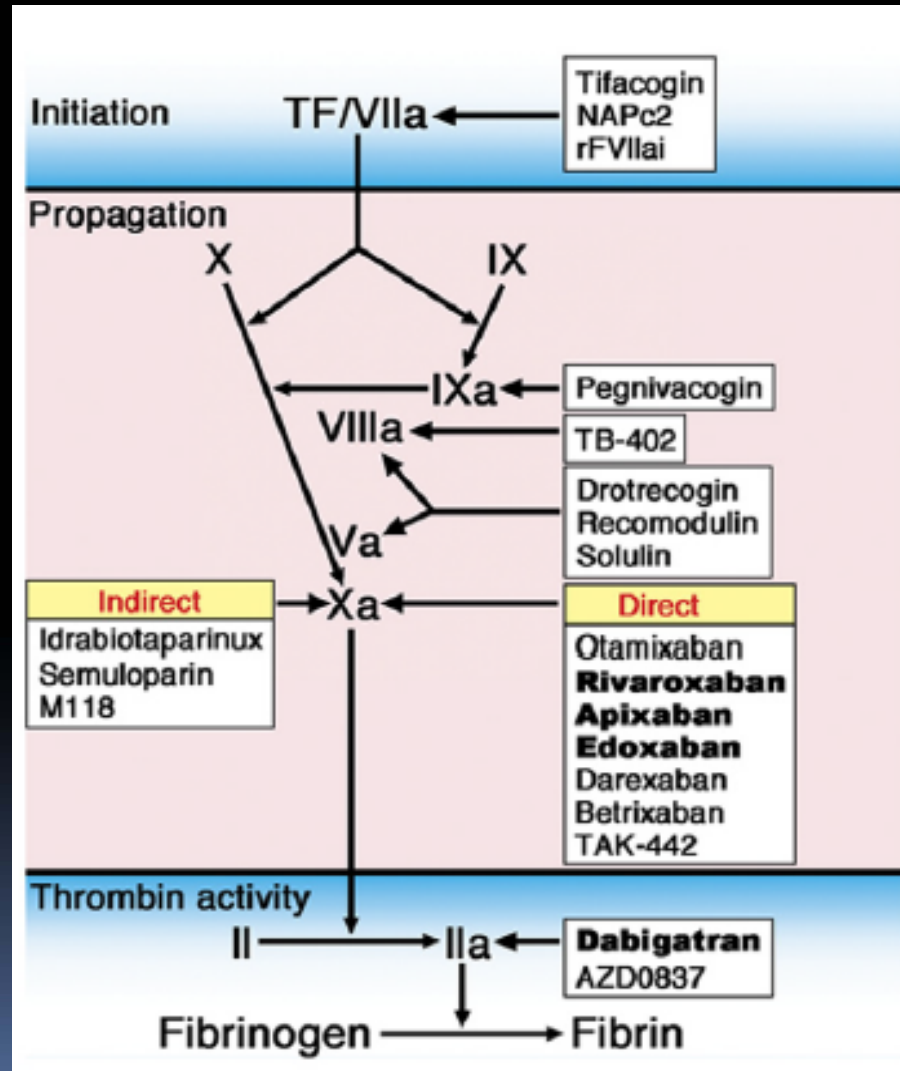 Initiation
TF/VIIa
Tifacogin
NAPc2
rFVIIai
Propagation
X
IX
IXa
Pegnivacogin
VIIIa
TB-402
Drotrecogin
Recomodulin
Solulin
Va
Indirect
Idrabiotaparinux
Semuloparin
M118
Xa
Direct
Otamixaban
Rivaroxaban
Apixaban
Edoxaban
Darexaban
Betrixaban
TAK-442
Thrombin activity
II
IIa
Dabigatran
AZD0837
Fibrinogen
Fibrin